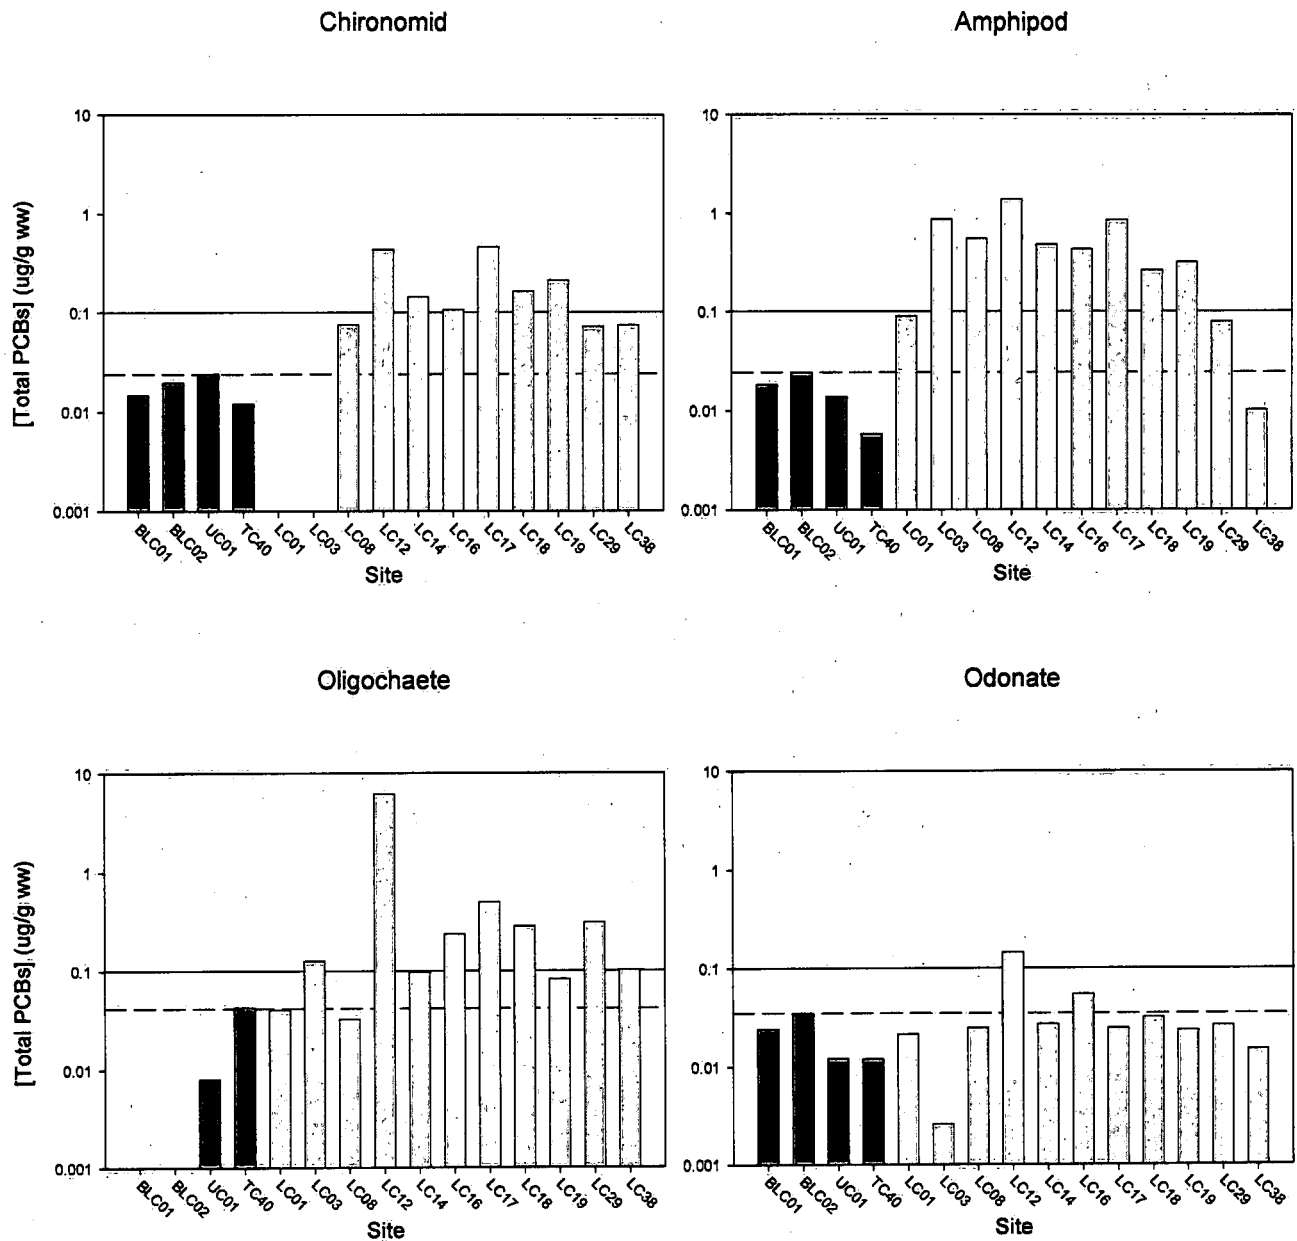 Chironomid
[Total PCBs] (ug/g ww)
10
1
0.1
0.01
0.001
BLC01
BLC02
UC01
TC40
LC01
LC03
LC08
LC12
LC14
LC16
LC17
LC18
LC19
LC29
LC38
Site
Amphipod
10
1
0.1
0.01
0.001
BLC01
BLC02
UC01
TC40
LC01
LC03
LC08
LC12
LC14
LC16
LC17
LC18
LC19
LC29
LC38
Site
Oligochaete
[Total PCBs] (ug/g ww)
10
1
0.1
0.01
0.001
BLC01
BLC02
UC01
TC40
LC01
LC03
LC08
LC12
LC14
LC16
LC17
LC18
LC19
LC29
LC38
Site
Odonate
10
1
0.1
0.01
0.001
BLC01
BLC02
UC01
TC40
LC01
LC03
LC08
LC12
LC14
LC16
LC17
LC18
LC19
LC29
LC38
Site